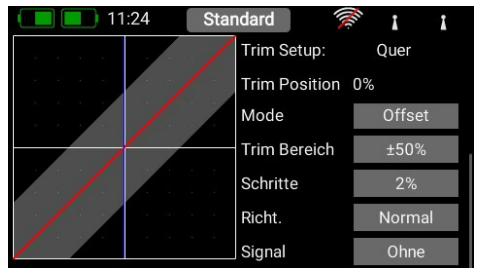 11:24 Standard
Trim Setup: Quer
Trim Position 0%
Mode Offset
Trim Bereich ±50%
Schritte 2%
Richt. Normal
Signal Ohne